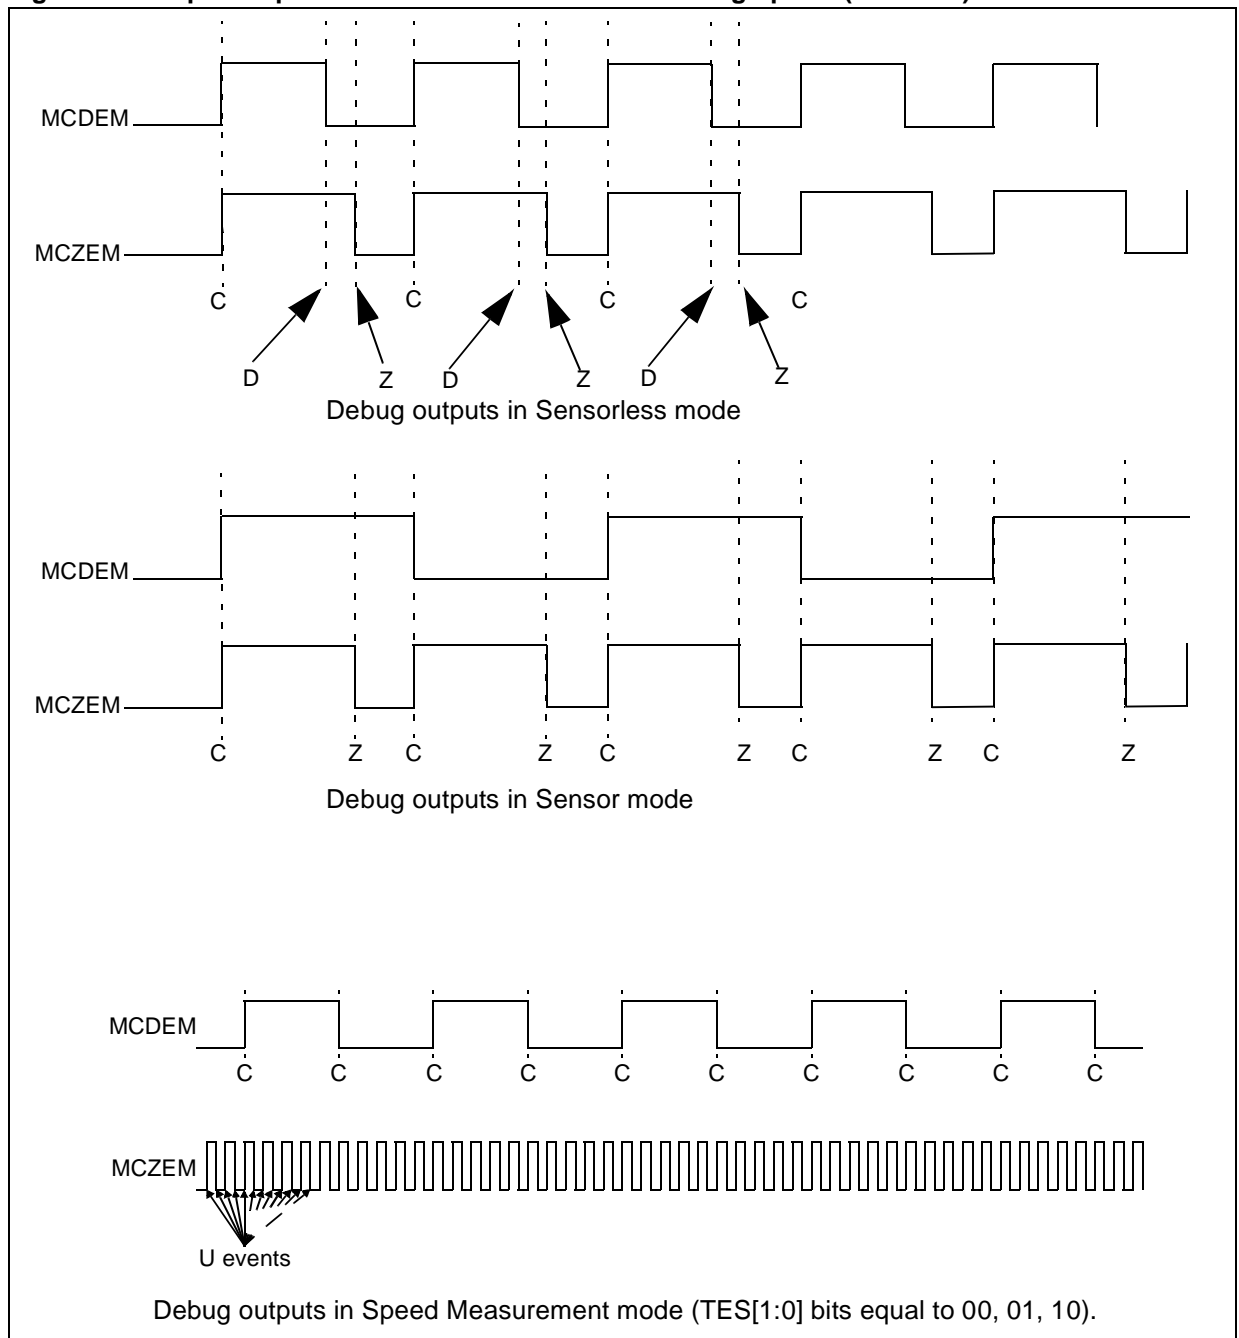 MCDEM
MCZEM
C C C C
D Z D Z D Z
Debug outputs in Sensorless mode
MCDEM
MCZEM
C Z C Z C Z C Z C Z
Debug outputs in Sensor mode
MCDEM
C C C C C C C C C C
MCZEM
U events
Debug outputs in Speed Measurement mode (TES[1:0] bits equal to 00, 01, 10).